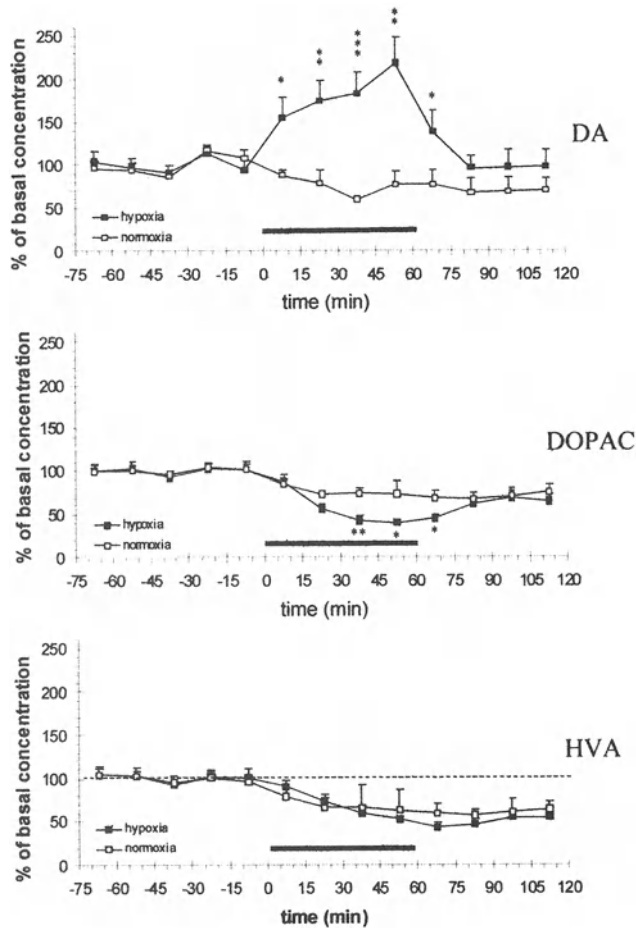 250
200
150
100
50
0
% of basal concentration
*
**
***
**
*
DA
hypoxia
normoxia
-75 -60 -45 -30 -15 0 15 30 45 60 75 90 105 120
time (min)
250
200
150
100
50
0
% of basal concentration
DOPAC
hypoxia
normoxia
** * *
-75 -60 -45 -30 -15 0 15 30 45 60 75 90 105 120
time (min)
250
200
150
100
50
0
% of basal concentration
HVA
hypoxia
normoxia
-75 -60 -45 -30 -15 0 15 30 45 60 75 90 105 120
time (min)